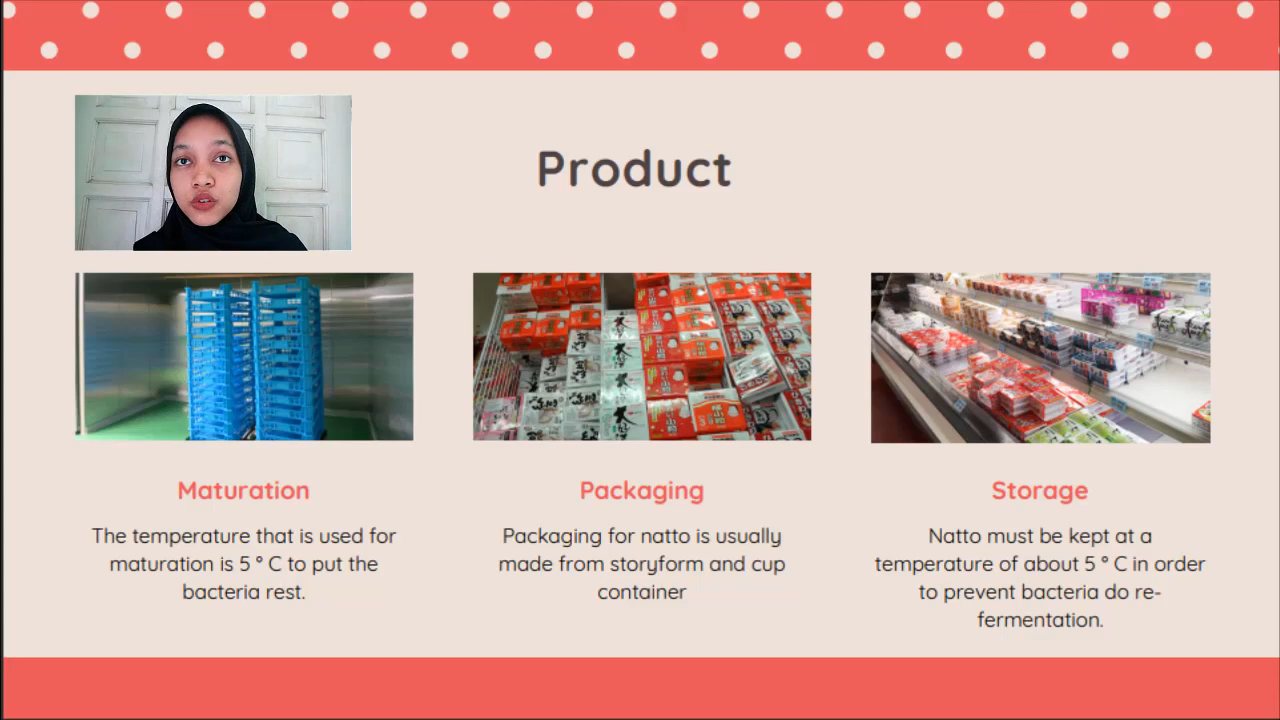 Product
Maturation
The temperature that is used for
maturation is 5 ° C to put the
bacteria rest.
Packaging
Packaging for natto is usually
made from storyform and cup
container
Storage
Natto must be kept at a
temperature of about 5 ° C in order
to prevent bacteria do re-
fermentation.